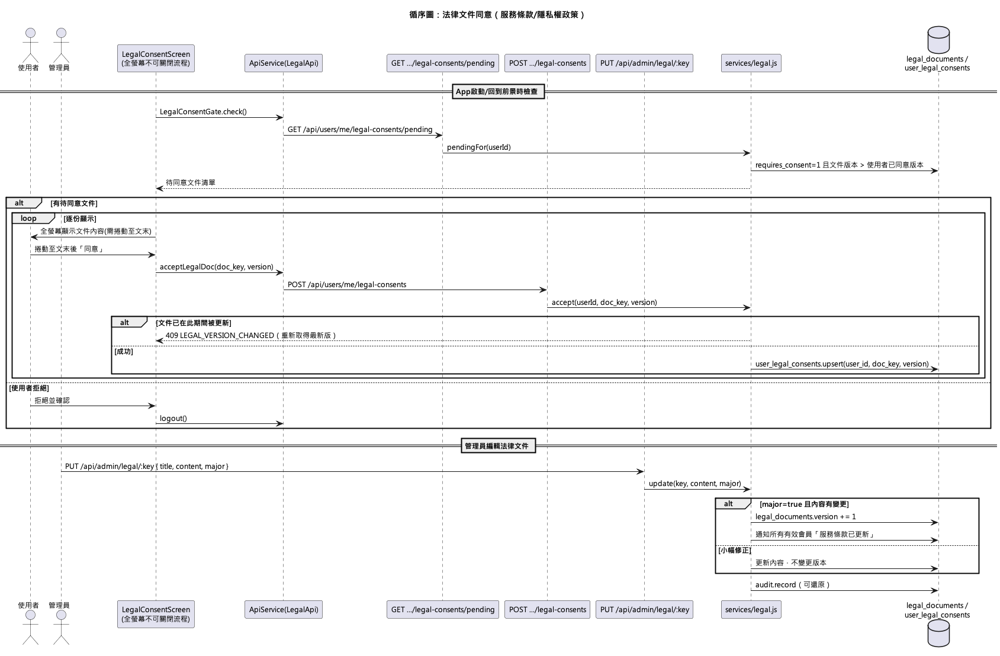 循序圖：法律文件同意（服務條款/隱私權政策）
使用者
管理員
LegalConsentScreen
(全螢幕不可關閉流程)
ApiService(LegalApi)
GET .../legal-consents/pending
POST .../legal-consents
PUT /api/admin/legal/:key
services/legal.js
legal_documents /
user_legal_consents
App啟動/回到前景時檢查
LegalConsentGate.check()
GET /api/users/me/legal-consents/pending
pendingFor(userId)
requires_consent=1 且文件版本 > 使用者已同意版本
待同意文件清單
alt [有待同意文件]
loop [逐份顯示]
全螢幕顯示文件內容(需捲動至文末)
捲動至文末後「同意」
acceptLegalDoc(doc_key, version)
POST /api/users/me/legal-consents
accept(userId, doc_key, version)
alt [文件已在此期間被更新]
409 LEGAL_VERSION_CHANGED（重新取得最新版）
[成功]
user_legal_consents.upsert(user_id, doc_key, version)
[使用者拒絕]
拒絕並確認
logout()
管理員編輯法律文件
PUT /api/admin/legal/:key { title, content, major }
update(key, content, major)
alt [major=true 且內容有變更]
legal_documents.version += 1
通知所有有效會員「服務條款已更新」
[小幅修正]
更新內容，不變更版本
audit.record（可還原）
使用者
管理員
LegalConsentScreen
(全螢幕不可關閉流程)
ApiService(LegalApi)
GET .../legal-consents/pending
POST .../legal-consents
PUT /api/admin/legal/:key
services/legal.js
legal_documents /
user_legal_consents